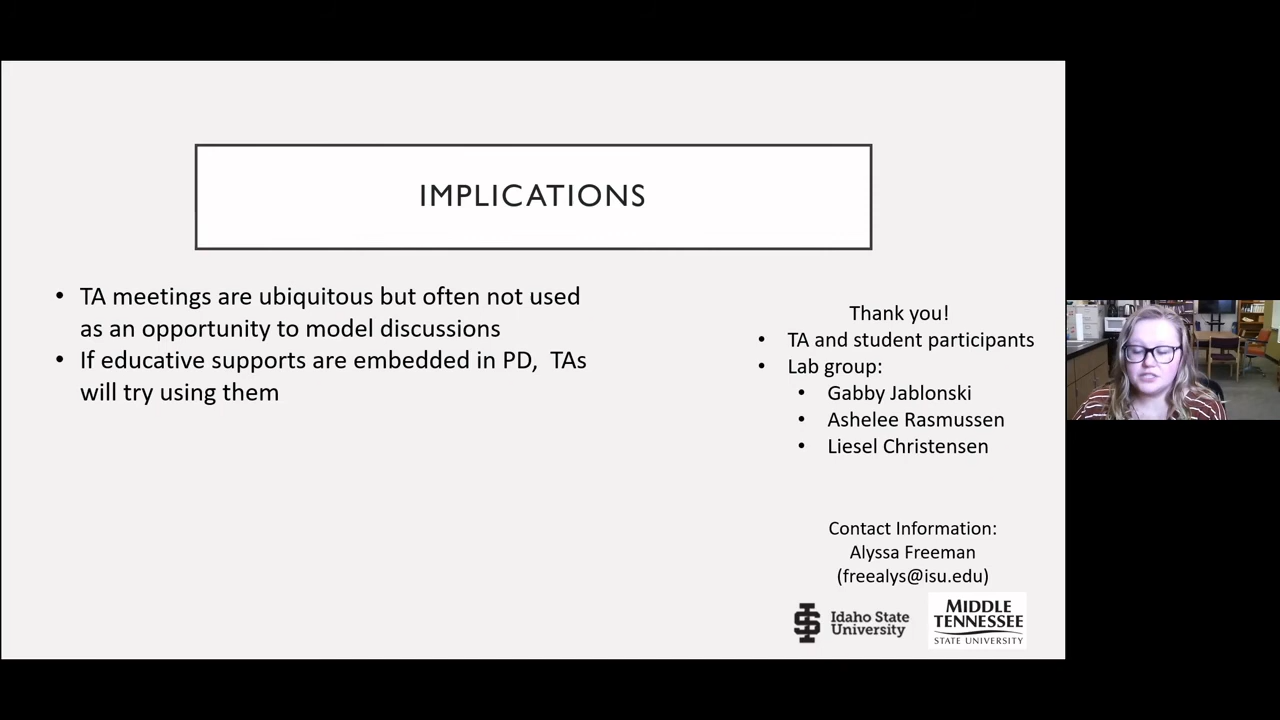 IMPLICATIONS
• TA meetings are ubiquitous but often not used
as an opportunity to model discussions
• If educative supports are embedded in PD,  TAs
will try using them
Thank you!
• TA and student participants
• Lab group:
• Gabby Jablonski
• Ashelee Rasmussen
• Liesel Christensen
Contact Information:
Alyssa Freeman
(freealys@isu.edu)
Idaho State
University
MIDDLE
TENNESSEE
STATE UNIVERSITY